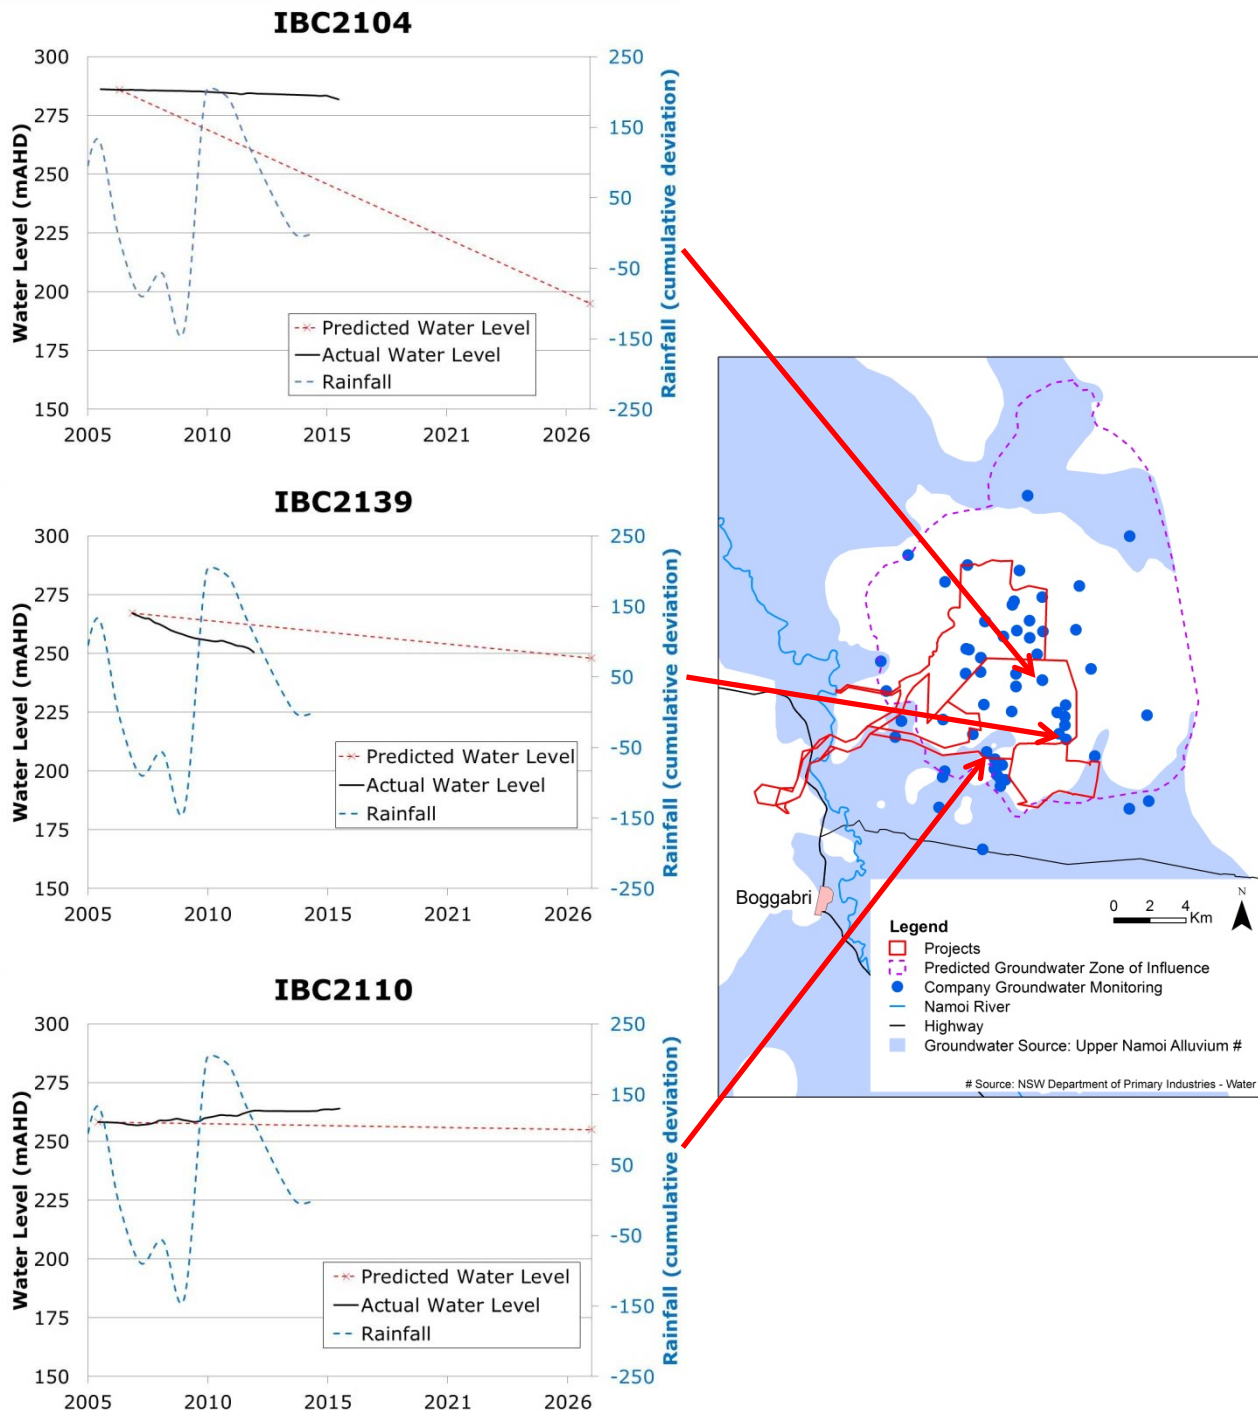 IBC2104
Water Level (mAHD)
300
275
250
225
200
175
150
250
150
50
-50
-150
-250
Rainfall (cumulative deviation)
Predicted Water Level
Actual Water Level
Rainfall
2005 2010 2015 2021 2026
IBC2139
Water Level (mAHD)
300
275
250
225
200
175
150
250
150
50
-50
-150
-250
Rainfall (cumulative deviation)
Predicted Water Level
Actual Water Level
Rainfall
2005 2010 2015 2021 2026
IBC2110
Water Level (mAHD)
300
275
250
225
200
175
150
250
150
50
-50
-150
-250
Rainfall (cumulative deviation)
Predicted Water Level
Actual Water Level
Rainfall
2005 2010 2015 2021 2026
Boggabri
0 2 4
Km
N
Legend
Projects
Predicted Groundwater Zone of Influence
Company Groundwater Monitoring
Namoi River
Highway
Groundwater Source: Upper Namoi Alluvium #
# Source: NSW Department of Primary Industries - Water